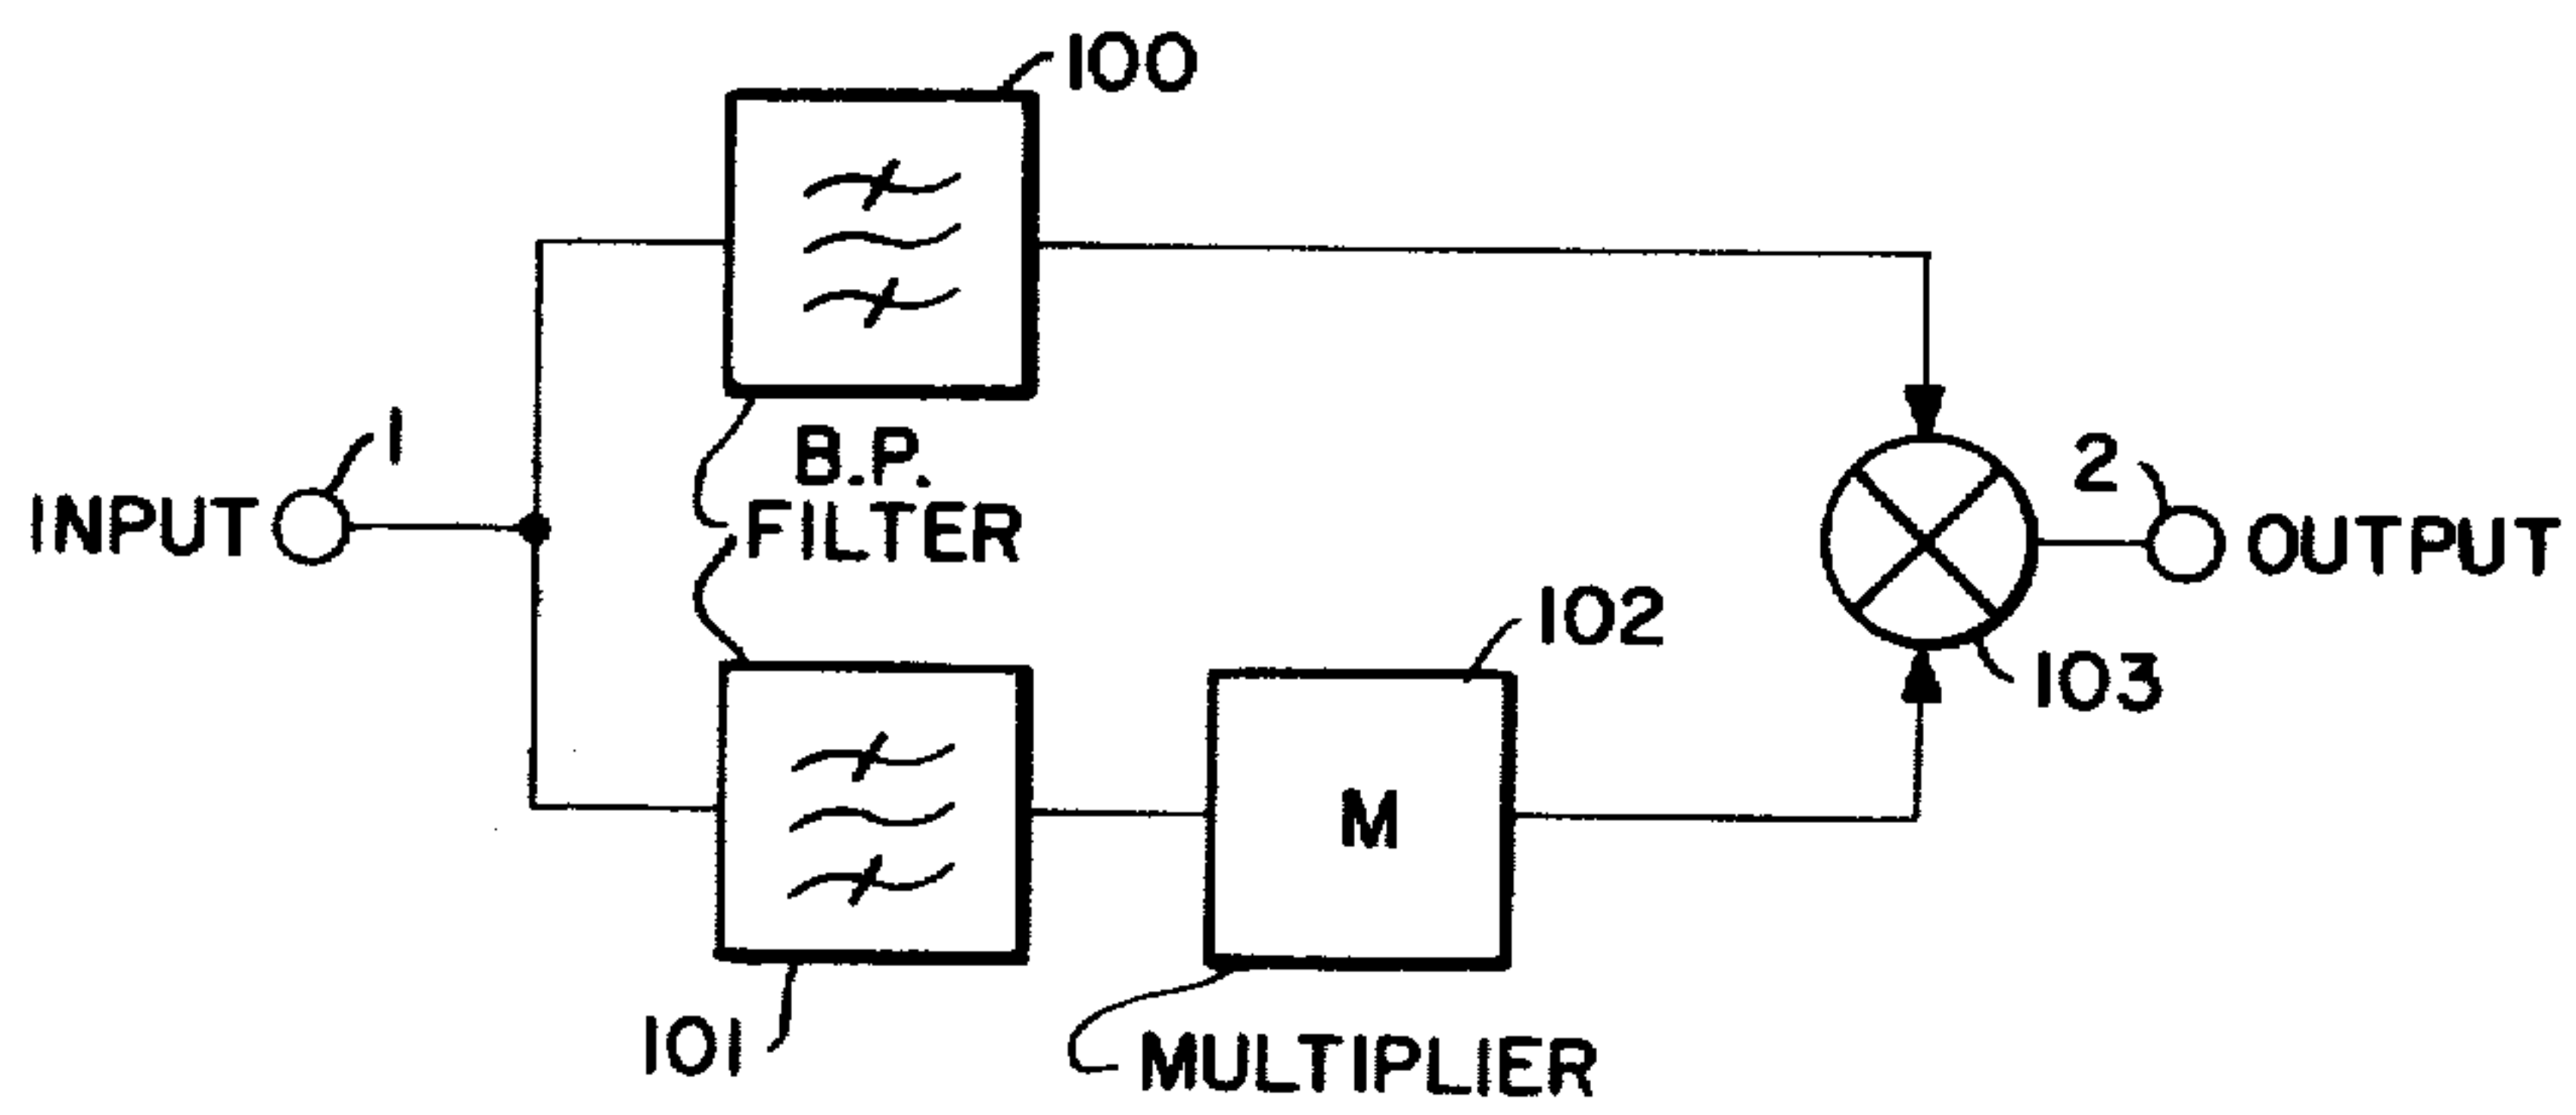 100
B.P.
FILTER
1
INPUT
2
OUTPUT
102
103
M
101
MULTIPLIER